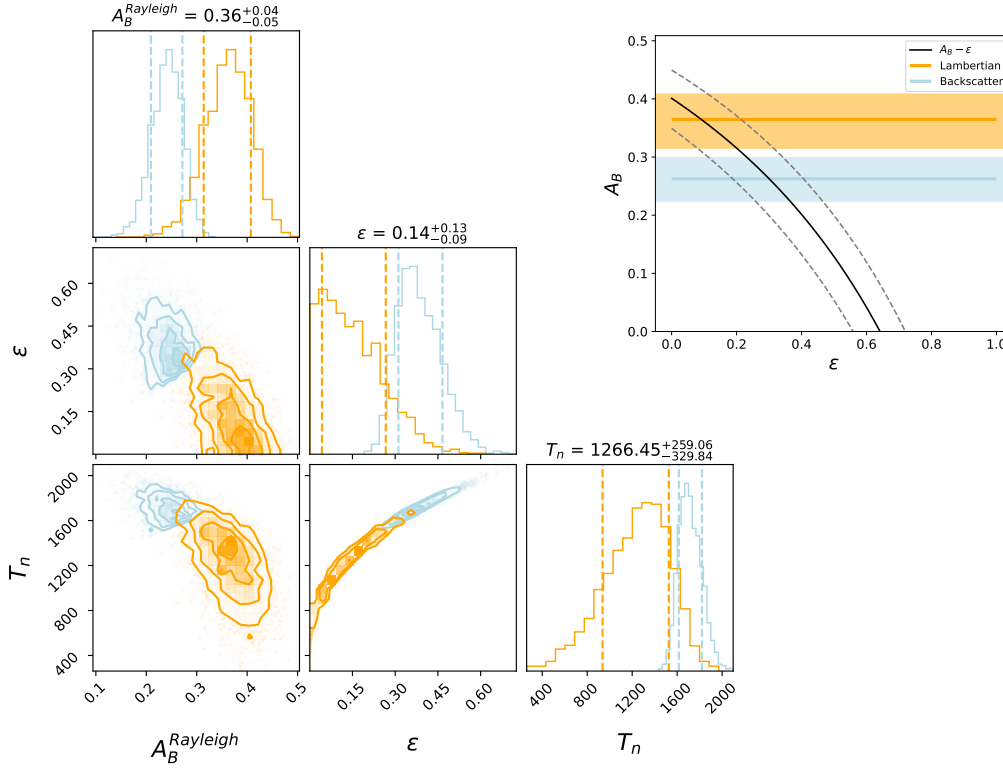 A_B^{Rayleigh} = 0.36^{+0.04}_{-0.05}
0.5
0.4
0.3
0.2
0.1
0.0
A_B
A_B − ε
Lambertian
Backscatter
0.0 0.2 0.4 0.6 0.8 1.0
ε
ε = 0.14^{+0.13}_{-0.09}
0.60
0.45
0.30
0.15
ε
T_n = 1266.45^{+259.06}_{-329.84}
2000
1600
1200
800
400
T_n
0.1 0.2 0.3 0.4 0.5
A_B^{Rayleigh}
0.15 0.30 0.45 0.60
ε
400 800 1200 1600 2000
T_n